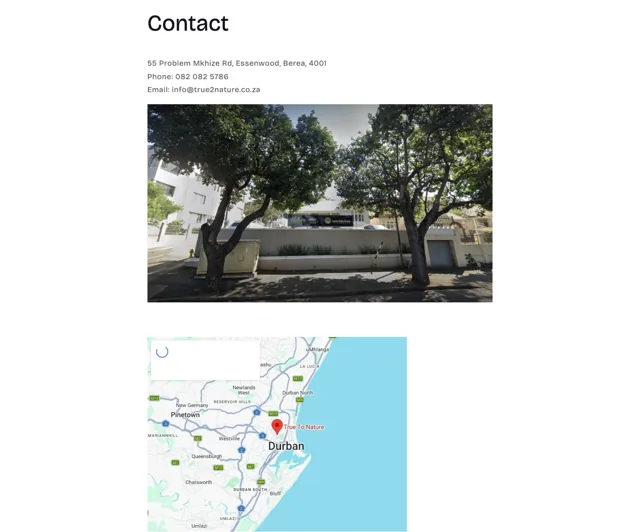 Contact
55 Problem Mkhize Rd, Essenwood, Berea, 4001
Phone: 082 082 5786
Email: info@true2nature.co.za
uMhlanga
LA LUCIA
Durban North
Newlands
West
RESERVOIR HILLS
New Germany
Pinetown
True To Nature
MARIANNHILL
Westville
Durban
Queensburgh
Chatsworth
DURBAN SOUTH
Bluff
UMLAZI
Umlazi